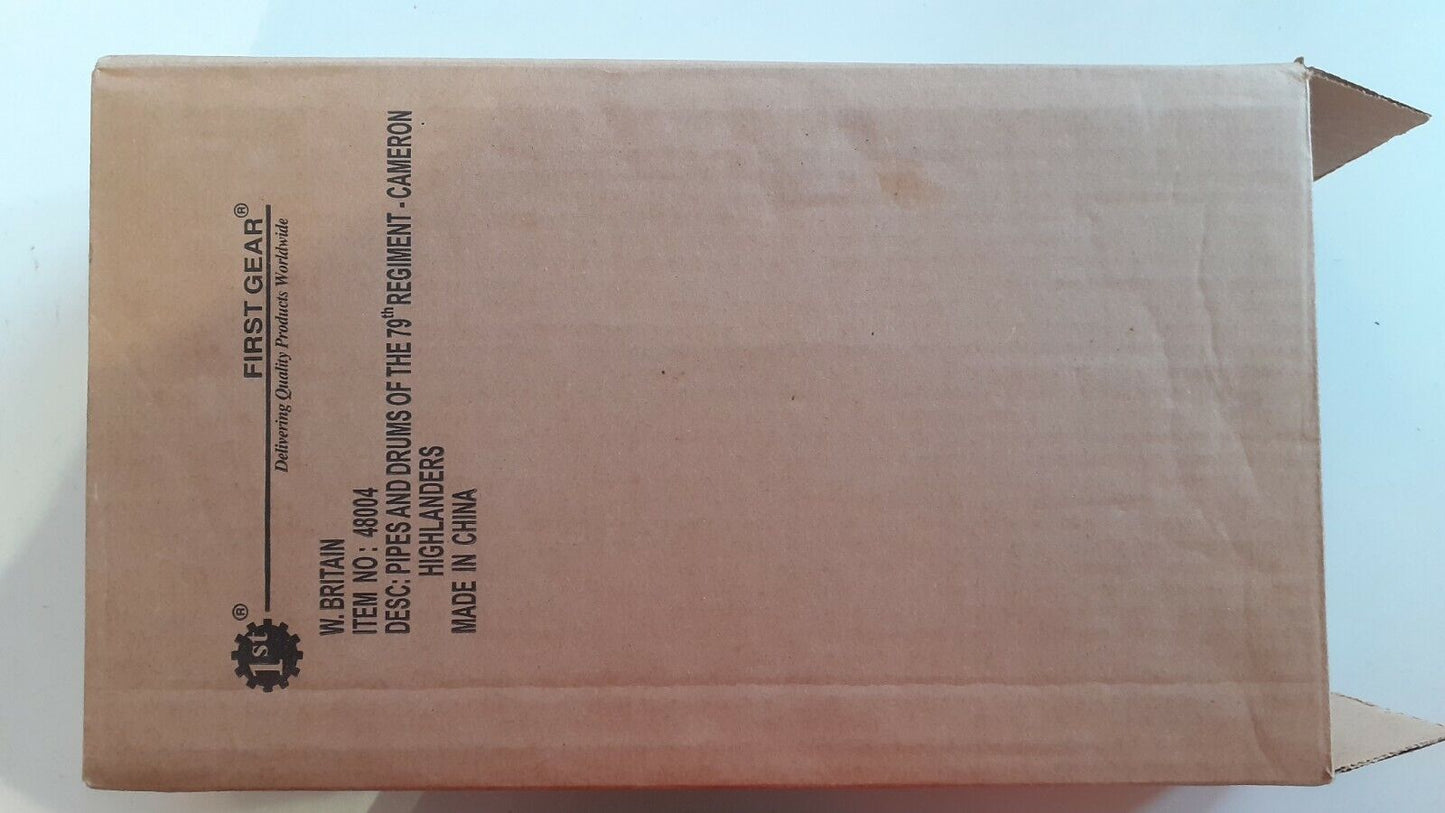 1st®
FIRST GEAR®
Delivering Quality Products Worldwide
W. BRITAIN
ITEM NO: 48004
DESC: PIPES AND DRUMS OF THE 79th REGIMENT - CAMERON
HIGHLANDERS
MADE IN CHINA